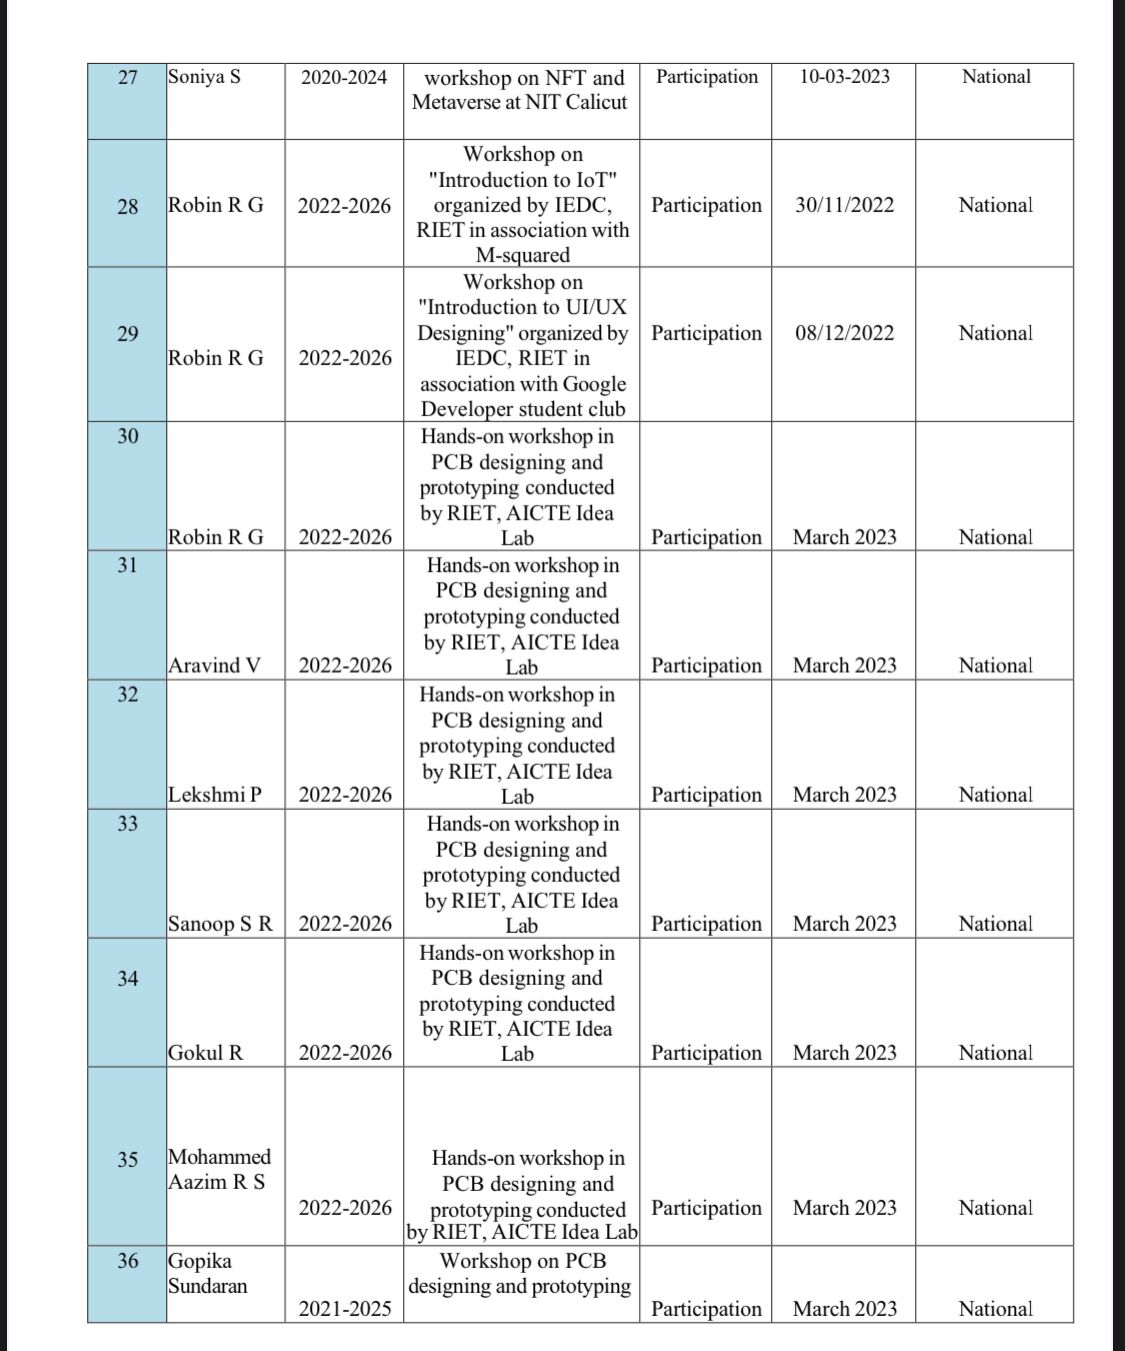 27 Soniya S 2020-2024 workshop on NFT and Participation 10-03-2023 National
Metaverse at NIT Calicut
Workshop on
"Introduction to IoT"
28 Robin R G 2022-2026 organized by IEDC, Participation 30/11/2022 National
RIET in association with
M-squared
Workshop on
"Introduction to UI/UX
29 Designing" organized by Participation 08/12/2022 National
Robin R G 2022-2026 IEDC, RIET in
association with Google
Developer student club
30 Hands-on workshop in
PCB designing and
prototyping conducted
by RIET, AICTE Idea
Robin R G 2022-2026 Lab Participation March 2023 National
31 Hands-on workshop in
PCB designing and
prototyping conducted
by RIET, AICTE Idea
Aravind V 2022-2026 Lab Participation March 2023 National
32 Hands-on workshop in
PCB designing and
prototyping conducted
by RIET, AICTE Idea
Lekshmi P 2022-2026 Lab Participation March 2023 National
33 Hands-on workshop in
PCB designing and
prototyping conducted
by RIET, AICTE Idea
Sanoop S R 2022-2026 Lab Participation March 2023 National
Hands-on workshop in
34 PCB designing and
prototyping conducted
by RIET, AICTE Idea
Gokul R 2022-2026 Lab Participation March 2023 National
35 Mohammed Hands-on workshop in
Aazim R S PCB designing and
2022-2026 prototyping conducted Participation March 2023 National
by RIET, AICTE Idea Lab
36 Gopika Workshop on PCB
Sundaran designing and prototyping
2021-2025 Participation March 2023 National